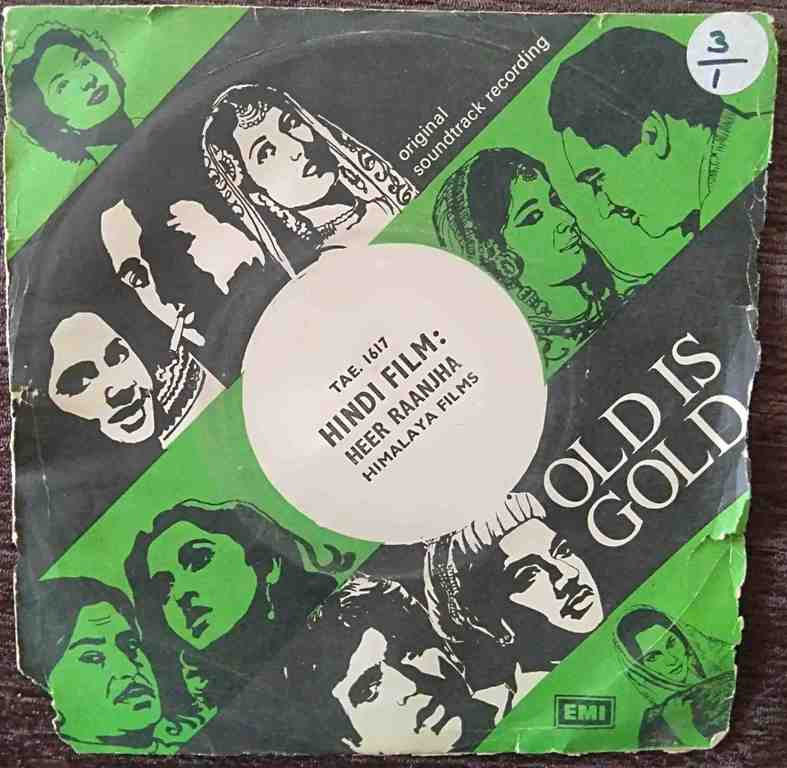 3
1
original
soundtrack recording
TAE. 1617
HINDI FILM:
HEER RAANJHA
HIMALAYA FILMS
OLD IS
GOLD
EMI